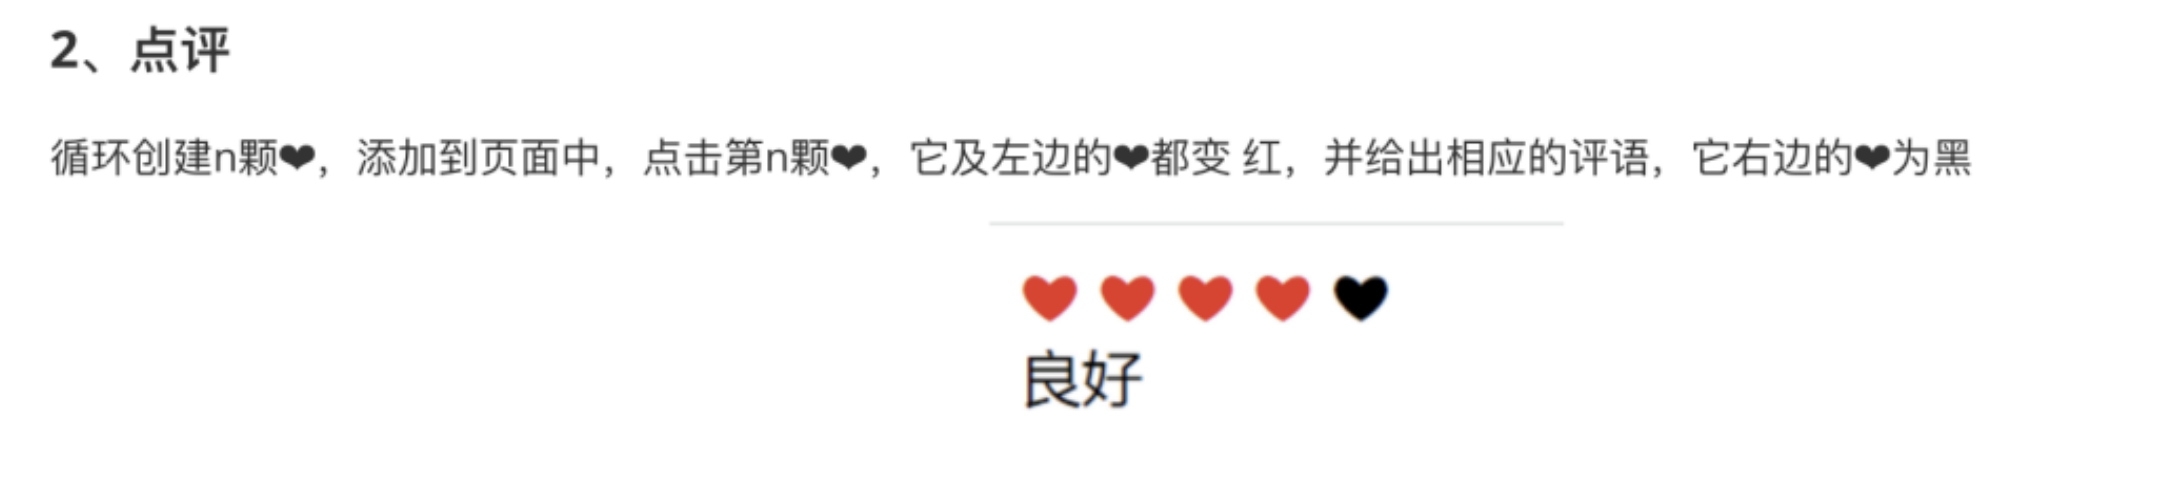 2、点评
循环创建n颗❤，添加到页面中，点击第n颗❤，它及左边的❤都变 红，并给出相应的评语，它右边的❤为黑
良好